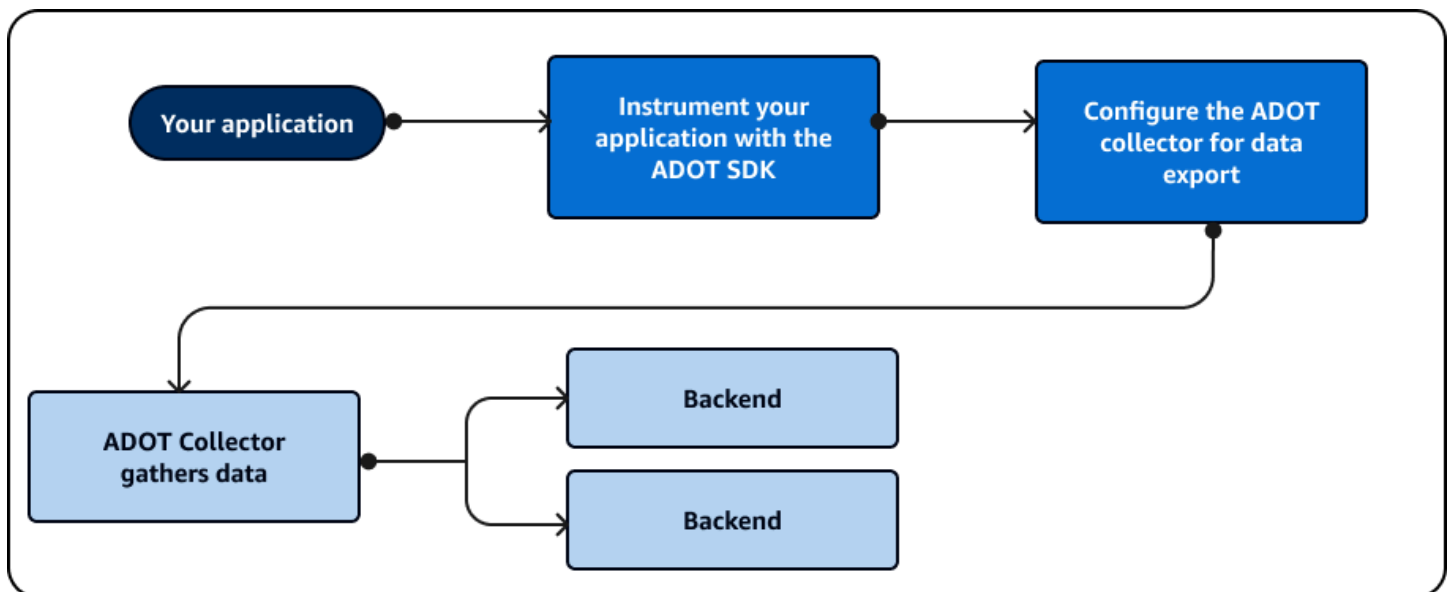 Your application
Instrument your
application with the
ADOT SDK
Configure the ADOT
collector for data
export
ADOT Collector
gathers data
Backend
Backend